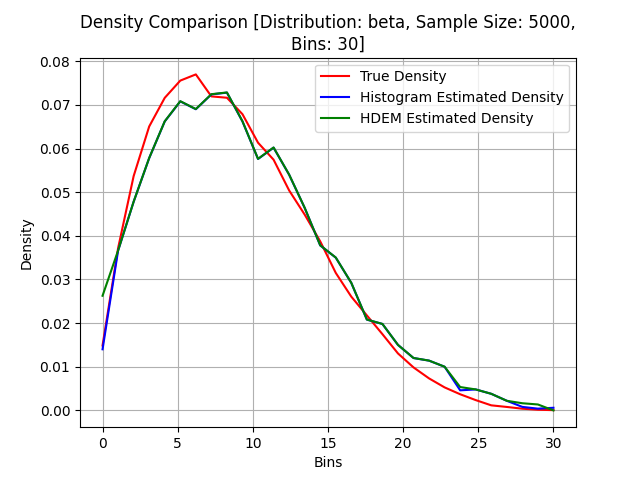 Density Comparison [Distribution: beta, Sample Size: 5000,
Bins: 30]
True Density
Histogram Estimated Density
HDEM Estimated Density
Density
0.08
0.07
0.06
0.05
0.04
0.03
0.02
0.01
0.00
0 5 10 15 20 25 30
Bins